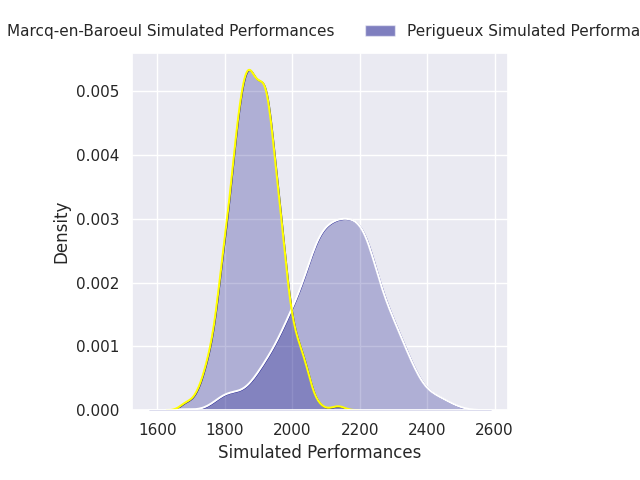 Marcq-en-Baroeul Simulated Performances Perigueux Simulated Performa
0.005
0.004
0.003
0.002
0.001
0.000
Density
1600 1800 2000 2200 2400 2600
Simulated Performances